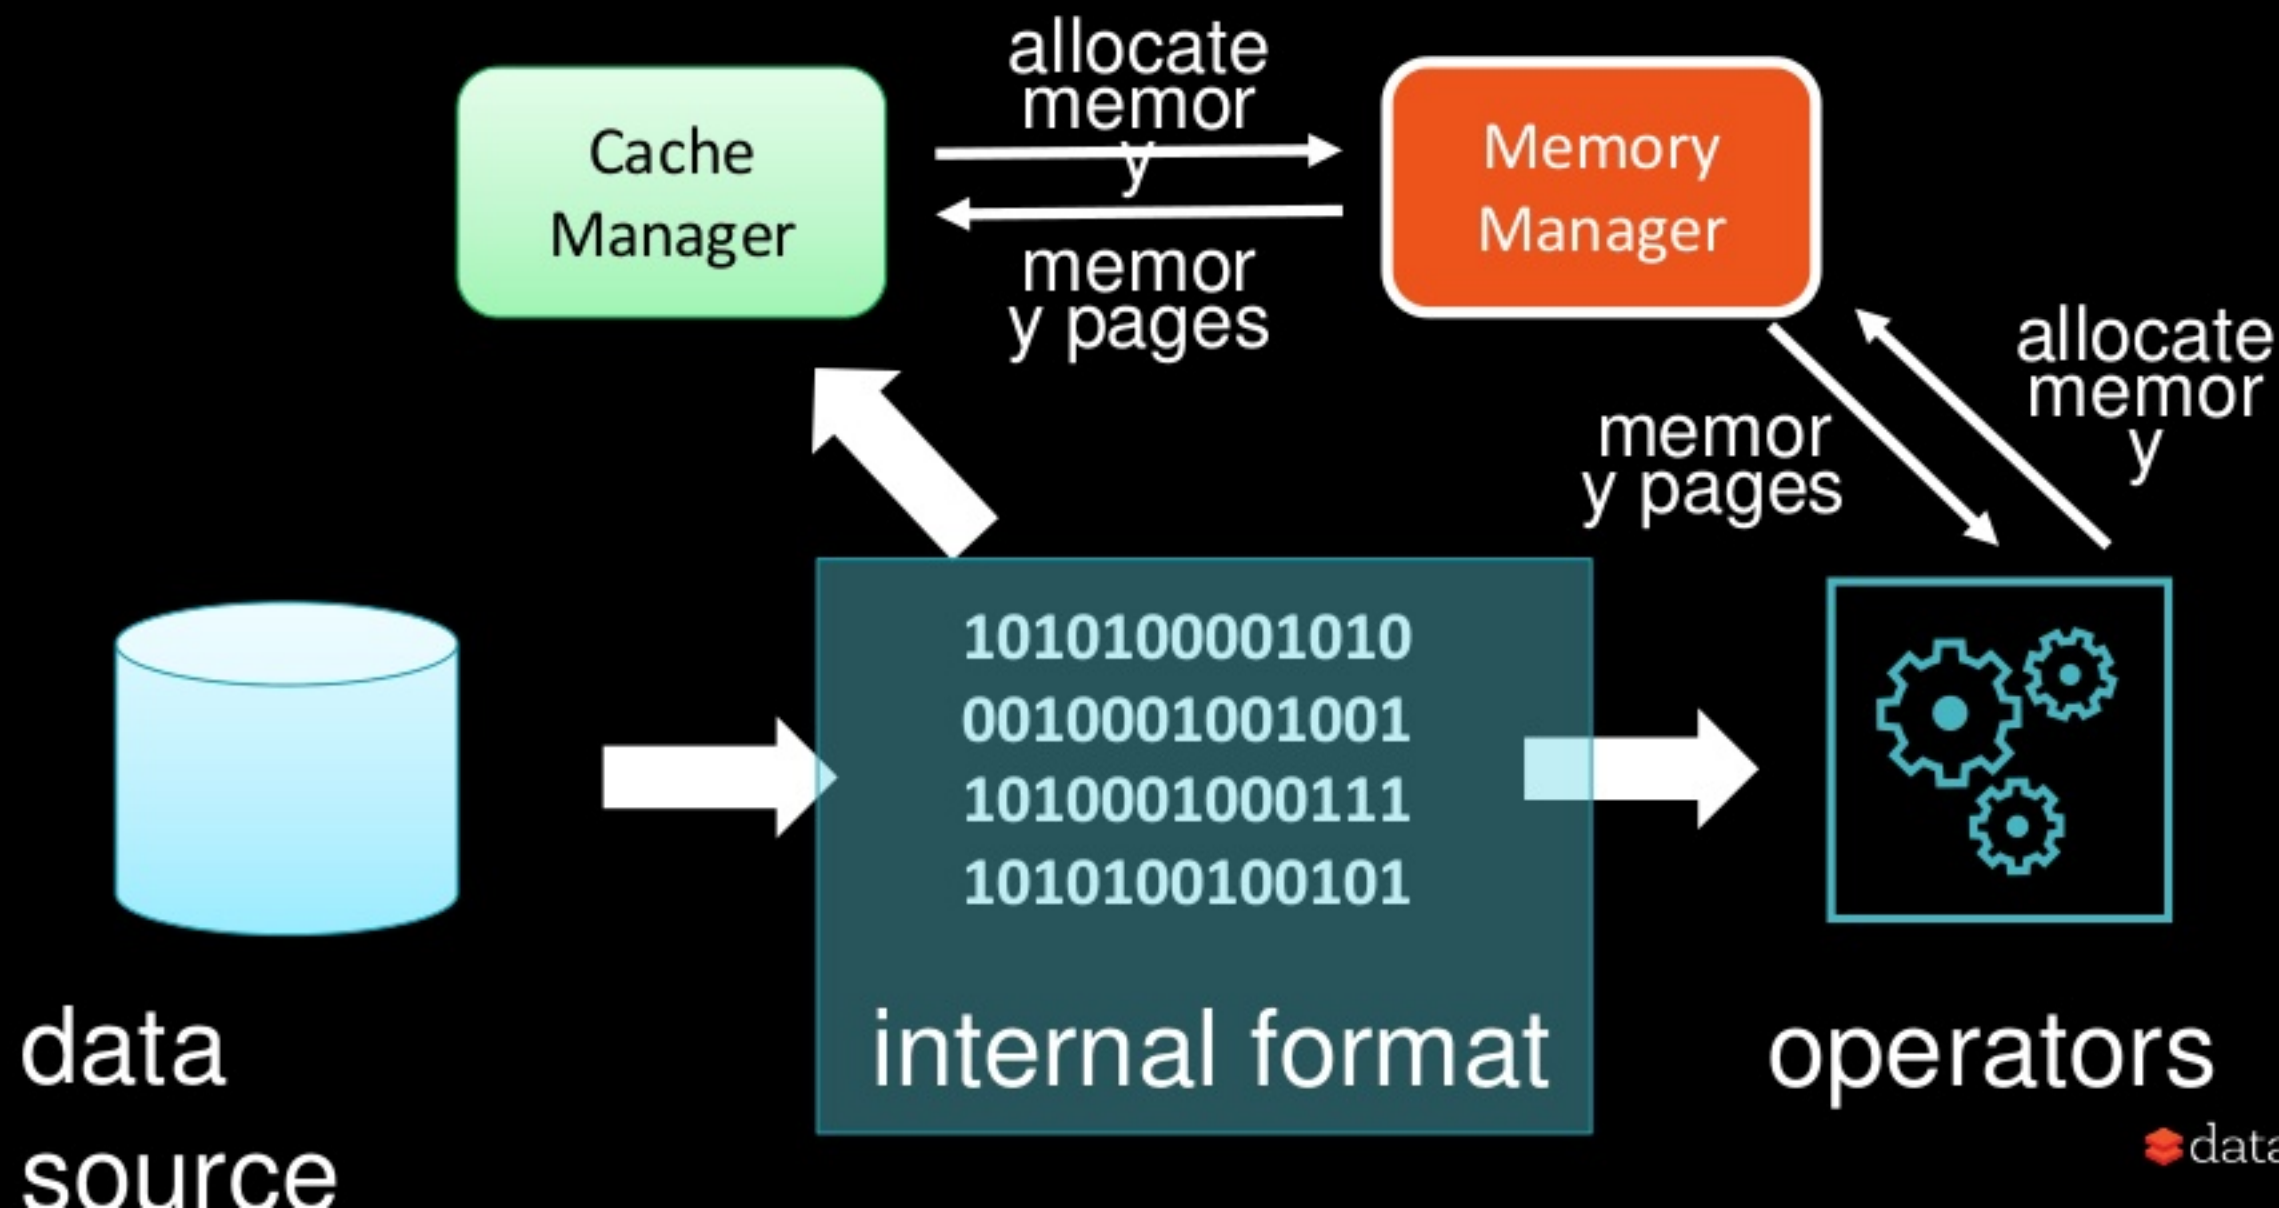 allocate
memor
y
Cache
Manager
Memory
Manager
memor
y pages
allocate
memor
y
memor
y pages
1010100001010
0010001001001
1010001000111
1010100100101
data
source
internal format
operators
data